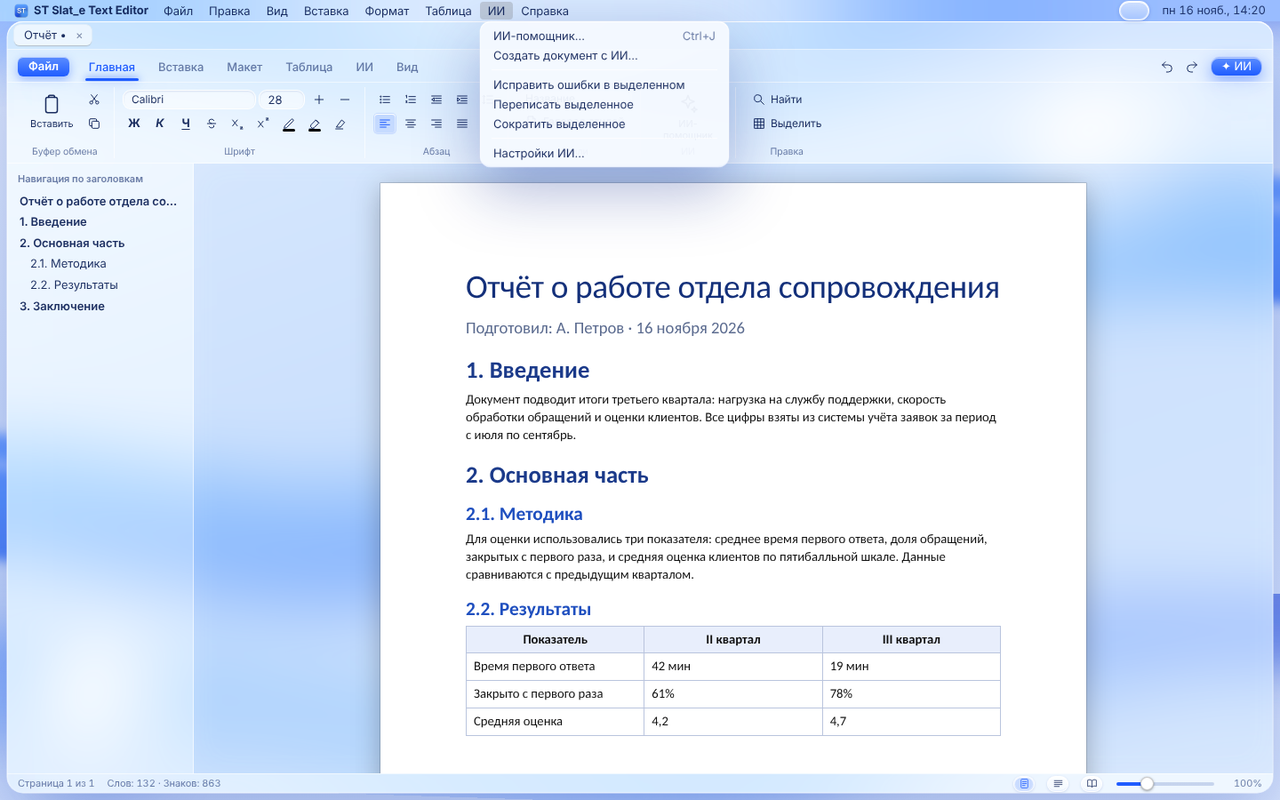 ST Slat_e Text Editor Файл Правка Вид Вставка Формат Таблица ИИ Справка пн 16 нояб., 14:20
Отчёт • ×
Файл Главная Вставка Макет Таблица ИИ Вид ✦ ИИ
ИИ-помощник... Ctrl+J
Создать документ с ИИ...
Исправить ошибки в выделенном
Переписать выделенное
Сократить выделенное
Настройки ИИ...
Вставить
Буфер обмена
Calibri 28
Ж К Ч S X X
Шрифт
Абзац
Найти
Выделить
Правка
Навигация по заголовкам
Отчёт о работе отдела со...
1. Введение
2. Основная часть
2.1. Методика
2.2. Результаты
3. Заключение
Отчёт о работе отдела сопровождения
Подготовил: А. Петров · 16 ноября 2026
1. Введение
Документ подводит итоги третьего квартала: нагрузка на службу поддержки, скорость
обработки обращений и оценки клиентов. Все цифры взяты из системы учёта заявок за период
с июля по сентябрь.
2. Основная часть
2.1. Методика
Для оценки использовались три показателя: среднее время первого ответа, доля обращений,
закрытых с первого раза, и средняя оценка клиентов по пятибалльной шкале. Данные
сравниваются с предыдущим кварталом.
2.2. Результаты
Показатель II квартал III квартал
Время первого ответа 42 мин 19 мин
Закрыто с первого раза 61% 78%
Средняя оценка 4,2 4,7
Страница 1 из 1 Слов: 132 · Знаков: 863 100%